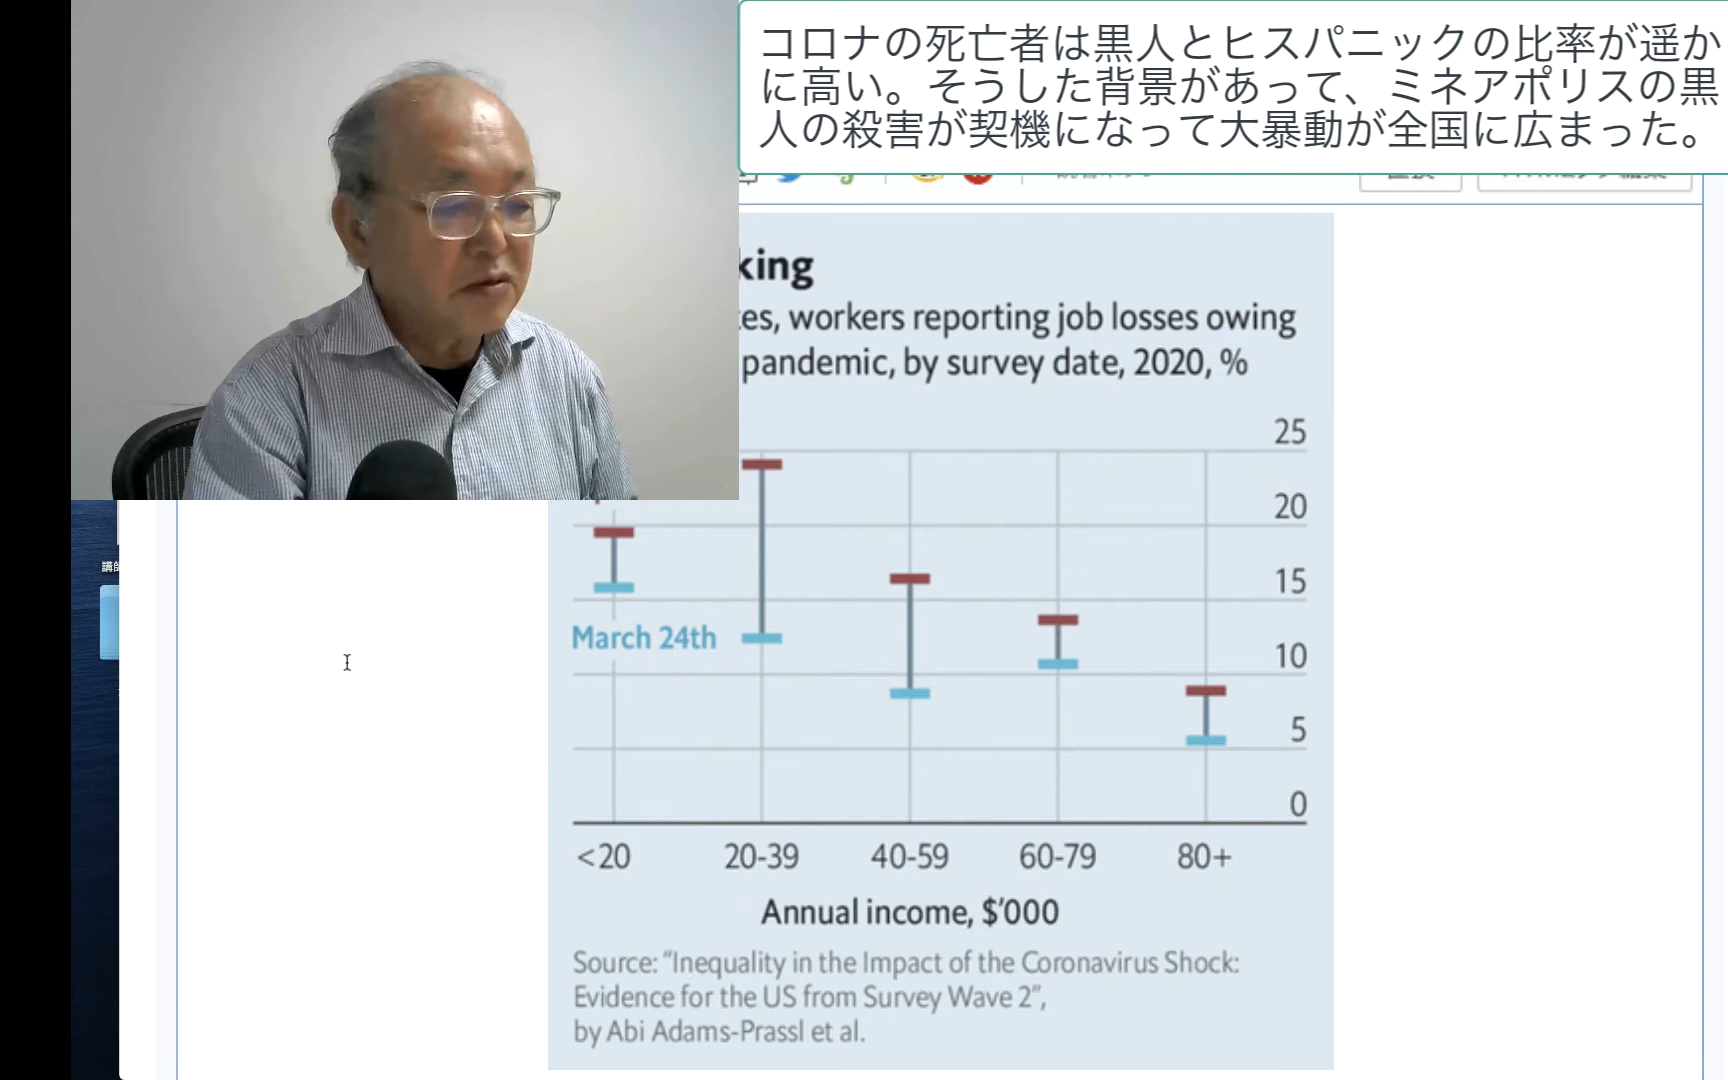 コロナの死亡者は黒人とヒスパニックの比率が遥か
に高い。そうした背景があって、ミネアポリスの黒
人の殺害が契機になって大暴動が全国に広まった。
king
es, workers reporting job losses owing
pandemic, by survey date, 2020, %
25
20
15
March 24th
10
5
0
<20 20-39 40-59 60-79 80+
Annual income, $’000
Source: “Inequality in the Impact of the Coronavirus Shock:
Evidence for the US from Survey Wave 2”,
by Abi Adams-Prassl et al.